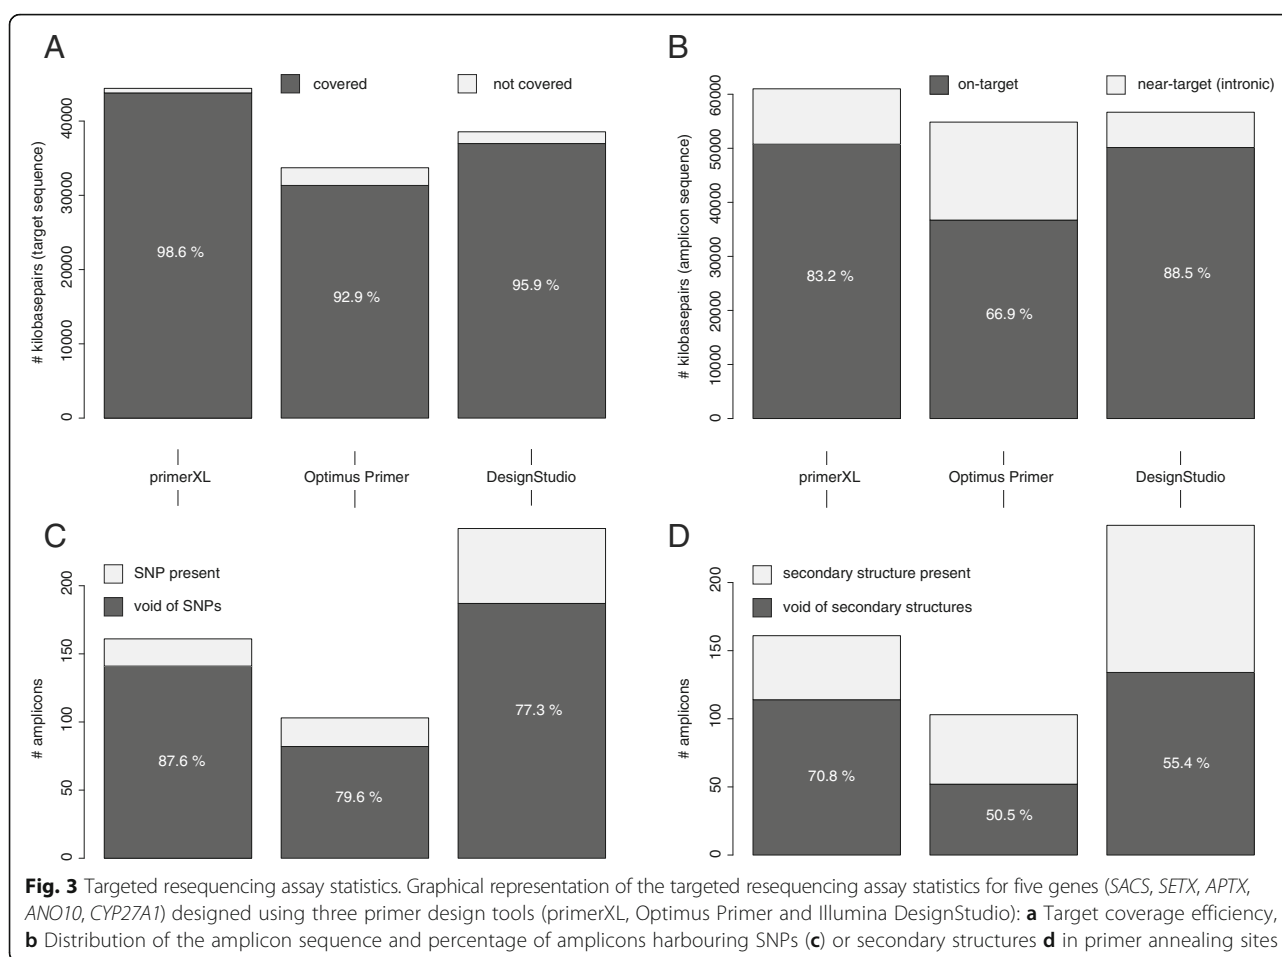 A
covered
not covered
# kilobasepairs (target sequence)
40000
30000
20000
10000
0
98.6 %
92.9 %
95.9 %
B
on-target
near-target (intronic)
# kilobasepairs (amplicon sequence)
60000
50000
40000
30000
20000
10000
0
83.2 %
66.9 %
88.5 %
primerXL
Optimus Primer
DesignStudio
primerXL
Optimus Primer
DesignStudio
C
SNP present
void of SNPs
# amplicons
200
150
100
50
0
87.6 %
79.6 %
77.3 %
D
secondary structure present
void of secondary structures
# amplicons
200
150
100
50
0
70.8 %
50.5 %
55.4 %
Fig. 3 Targeted resequencing assay statistics. Graphical representation of the targeted resequencing assay statistics for five genes (SACS, SETX, APTX,
ANO10, CYP27A1) designed using three primer design tools (primerXL, Optimus Primer and Illumina DesignStudio): a Target coverage efficiency,
b Distribution of the amplicon sequence and percentage of amplicons harbouring SNPs (c) or secondary structures d in primer annealing sites